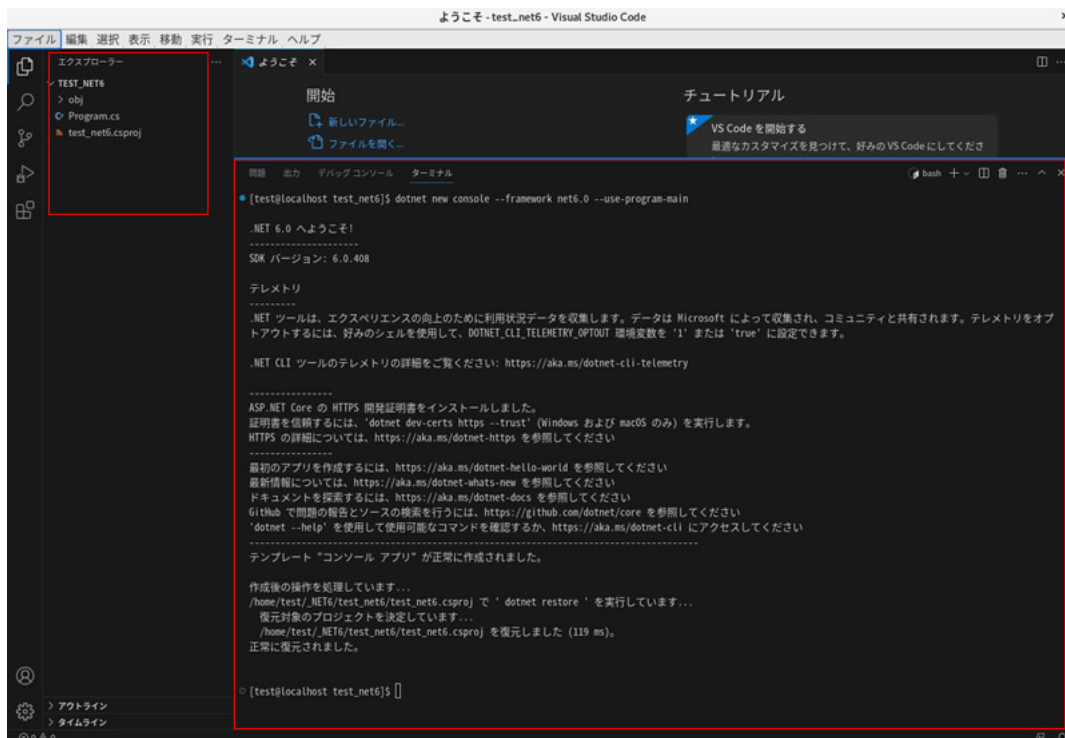 ようこそ - test_net6 - Visual Studio Code
ファイル 編集 選択 表示 移動 実行 ターミナル ヘルプ
エクスプローラー
TEST_NET6
obj
Program.cs
test_net6.csproj
ようこそ
開始
新しいファイル...
ファイルを開く...
チュートリアル
VS Code を開始する
最適なカスタマイズを見つけて、好みの VS Code にしてくださ
問題 出力 デバッグ コンソール ターミナル
bash
[test@localhost test_net6]$ dotnet new console --framework net6.0 --use-program-main
.NET 6.0 へようこそ!
---------------------
SDK バージョン: 6.0.408
テレメトリ
---------
.NET ツールは、エクスペリエンスの向上のために利用状況データを収集します。データは Microsoft によって収集され、コミュニティと共有されます。テレメトリをオプ
トアウトするには、好みのシェルを使用して、DOTNET_CLI_TELEMETRY_OPTOUT 環境変数を '1' または 'true' に設定できます。
.NET CLI ツールのテレメトリの詳細をご覧ください: https://aka.ms/dotnet-cli-telemetry
----------------
ASP.NET Core の HTTPS 開発証明書をインストールしました。
証明書を信頼するには、'dotnet dev-certs https --trust' (Windows および macOS のみ) を実行します。
HTTPS の詳細については、https://aka.ms/dotnet-https を参照してください
----------------
最初のアプリを作成するには、https://aka.ms/dotnet-hello-world を参照してください
最新情報については、https://aka.ms/dotnet-whats-new を参照してください
ドキュメントを探索するには、https://aka.ms/dotnet-docs を参照してください
GitHub で問題の報告とソースの検索を行うには、https://github.com/dotnet/core を参照してください
'dotnet --help' を使用して使用可能なコマンドを確認するか、https://aka.ms/dotnet-cli にアクセスしてください
--------------------------------------------------------------------------------------
テンプレート "コンソール アプリ" が正常に作成されました。
作成後の操作を処理しています...
/home/test/_NET6/test_net6/test_net6.csproj で ' dotnet restore ' を実行しています...
復元対象のプロジェクトを決定しています...
/home/test/_NET6/test_net6/test_net6.csproj を復元しました (119 ms)。
正常に復元されました。
[test@localhost test_net6]$
アウトライン
タイムライン